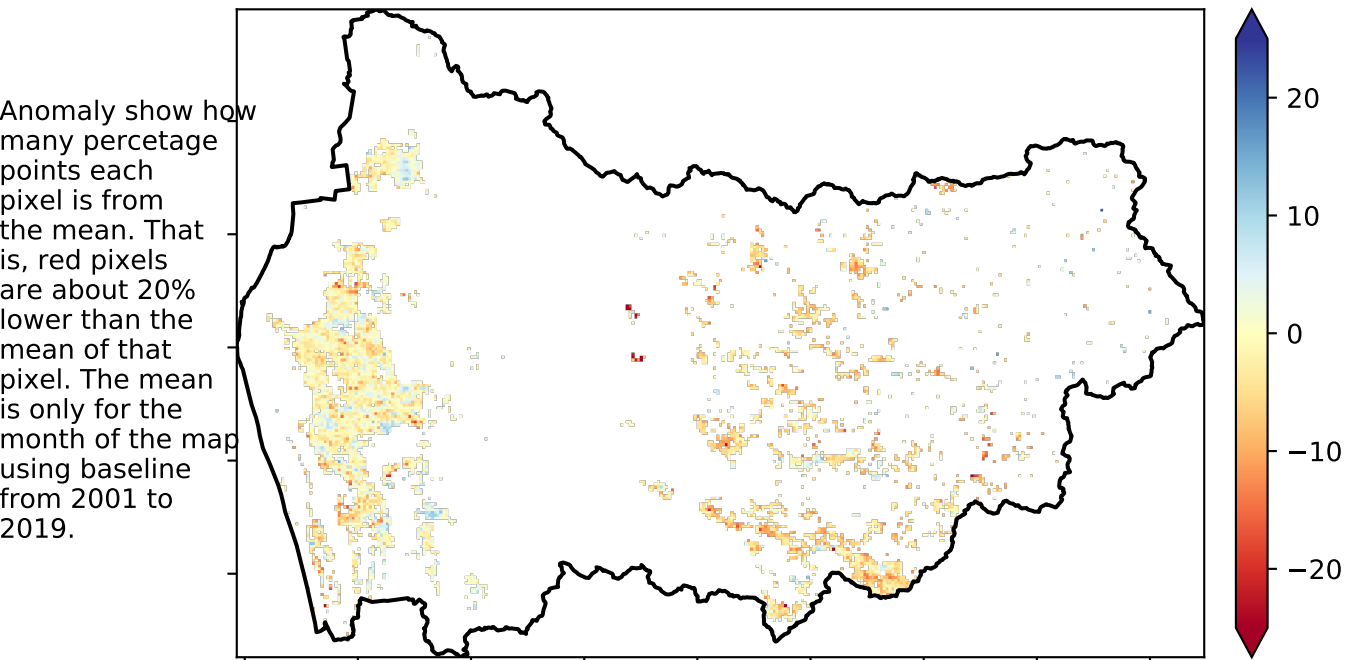 Anomaly show how
many percetage
points each
pixel is from
the mean. That
is, red pixels
are about 20%
lower than the
mean of that
pixel. The mean
is only for the
month of the map
using baseline
from 2001 to
2019.
20
10
0
−10
−20